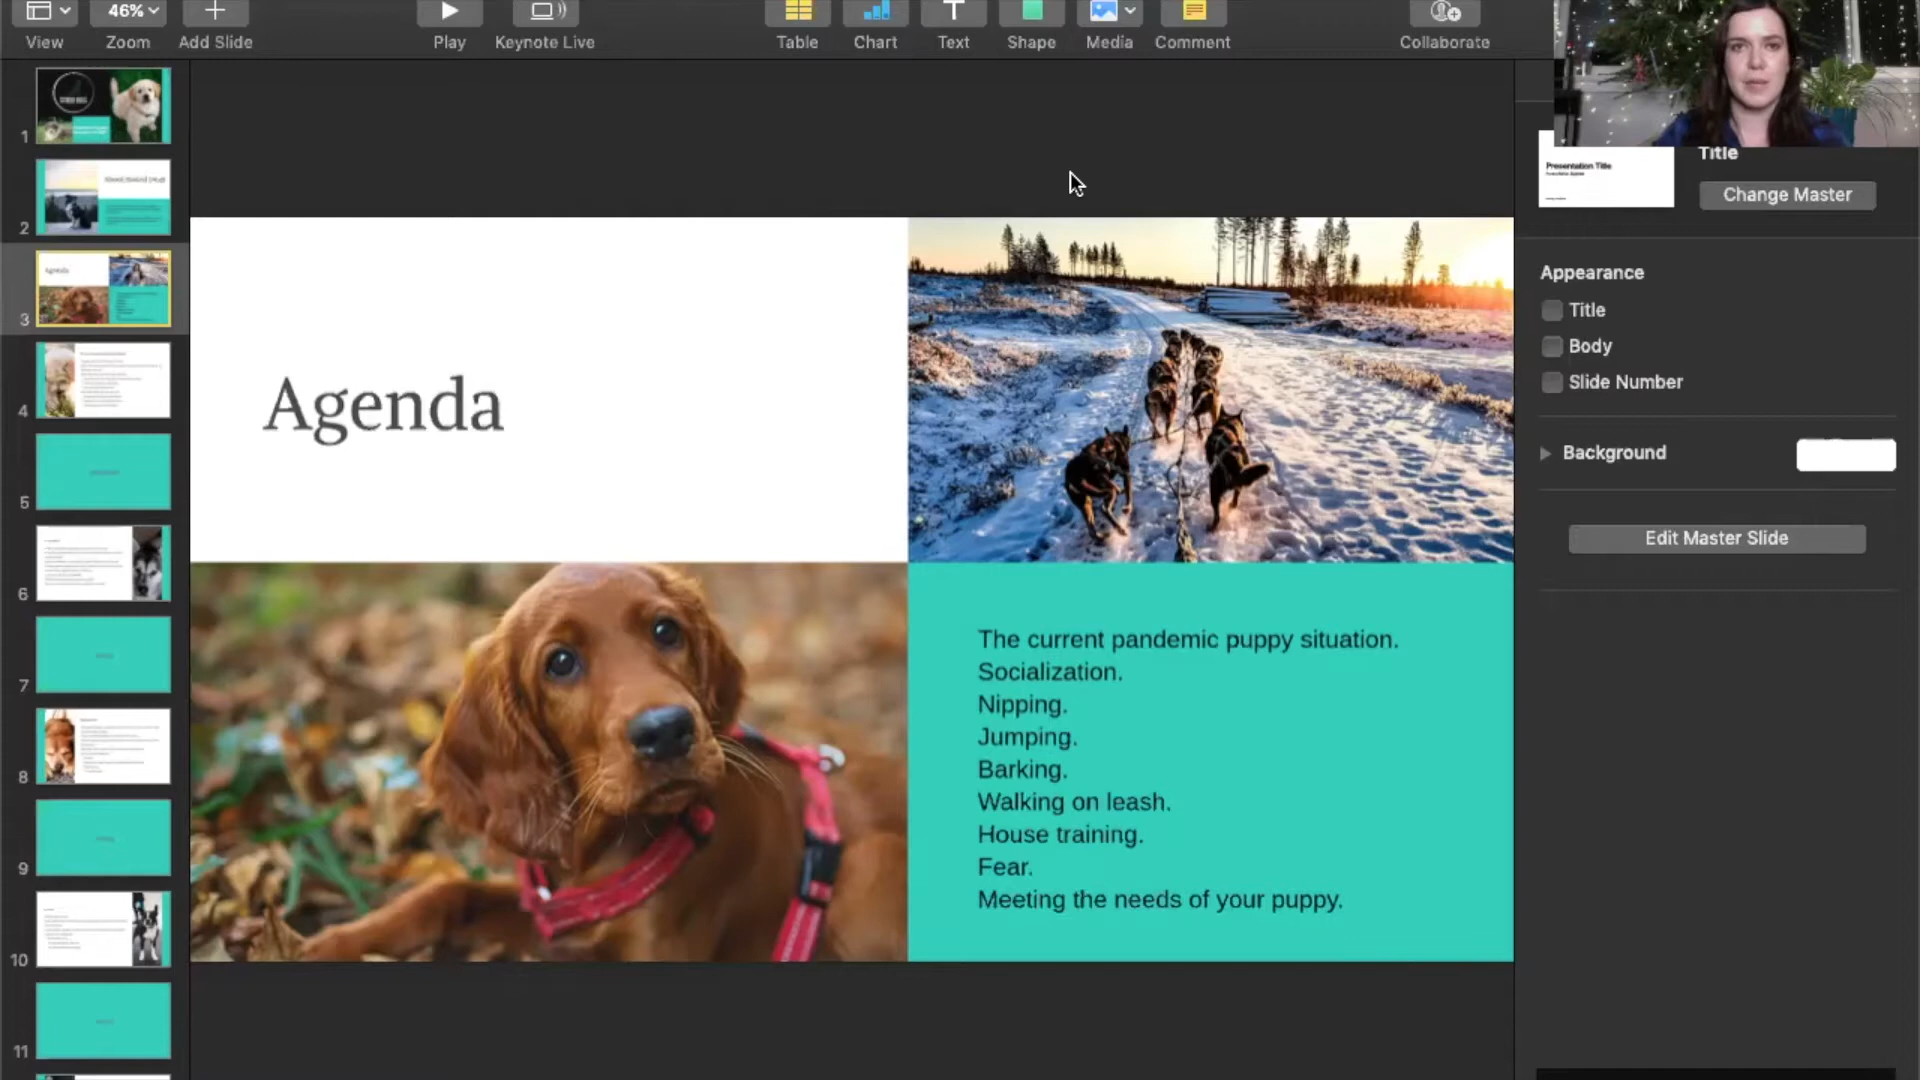 View
46%
Zoom
Add Slide
Play
Keynote Live
Table
Chart
T
Text
Shape
Media
Comment
Collaborate
1
2
3
Agenda
4
5
6
7
8
9
10
11
Agenda
The current pandemic puppy situation.
Socialization.
Nipping.
Jumping.
Barking.
Walking on leash.
House training.
Fear.
Meeting the needs of your puppy.
Presentation Title
Title
Change Master
Appearance
Title
Body
Slide Number
Background
Edit Master Slide